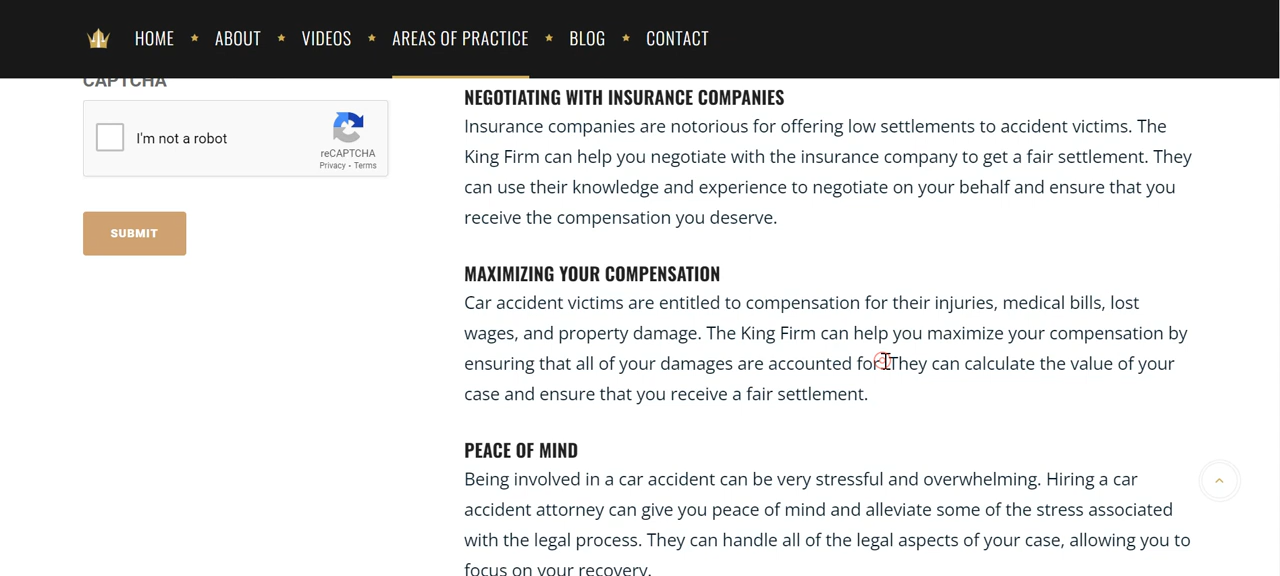 HOME ABOUT VIDEOS AREAS OF PRACTICE BLOG CONTACT
CAPTCHA
I'm not a robot
reCAPTCHA
Privacy - Terms
SUBMIT
NEGOTIATING WITH INSURANCE COMPANIES
Insurance companies are notorious for offering low settlements to accident victims. The
King Firm can help you negotiate with the insurance company to get a fair settlement. They
can use their knowledge and experience to negotiate on your behalf and ensure that you
receive the compensation you deserve.
MAXIMIZING YOUR COMPENSATION
Car accident victims are entitled to compensation for their injuries, medical bills, lost
wages, and property damage. The King Firm can help you maximize your compensation by
ensuring that all of your damages are accounted for. They can calculate the value of your
case and ensure that you receive a fair settlement.
PEACE OF MIND
Being involved in a car accident can be very stressful and overwhelming. Hiring a car
accident attorney can give you peace of mind and alleviate some of the stress associated
with the legal process. They can handle all of the legal aspects of your case, allowing you to
focus on your recovery.